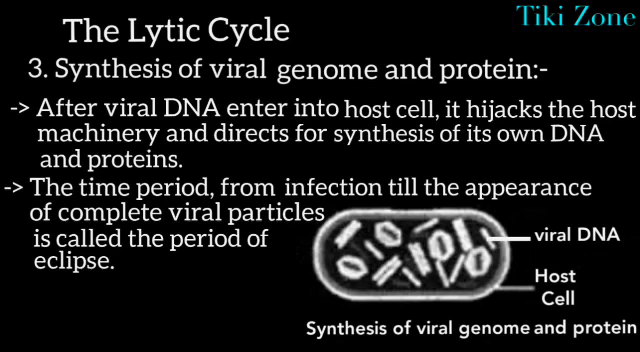 Tiki Zone
The Lytic Cycle
3. Synthesis of viral genome and protein:-
-> After viral DNA enter into host cell, it hijacks the host
machinery and directs for synthesis of its own DNA
and proteins.
-> The time period, from infection till the appearance
of complete viral particles
is called the period of
eclipse.
viral DNA
Host
Cell
Synthesis of viral genome and protein